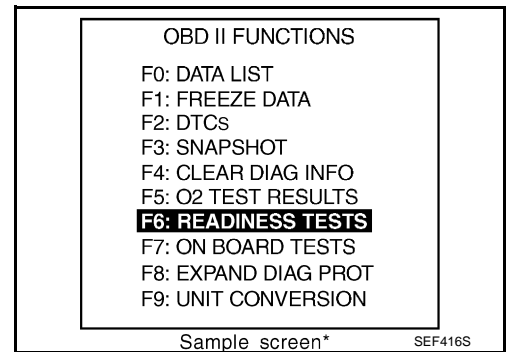 OBD II FUNCTIONS
F0: DATA LIST
F1: FREEZE DATA
F2: DTCs
F3: SNAPSHOT
F4: CLEAR DIAG INFO
F5: O2 TEST RESULTS
F6: READINESS TESTS
F7: ON BOARD TESTS
F8: EXPAND DIAG PROT
F9: UNIT CONVERSION
Sample screen* SEF416S